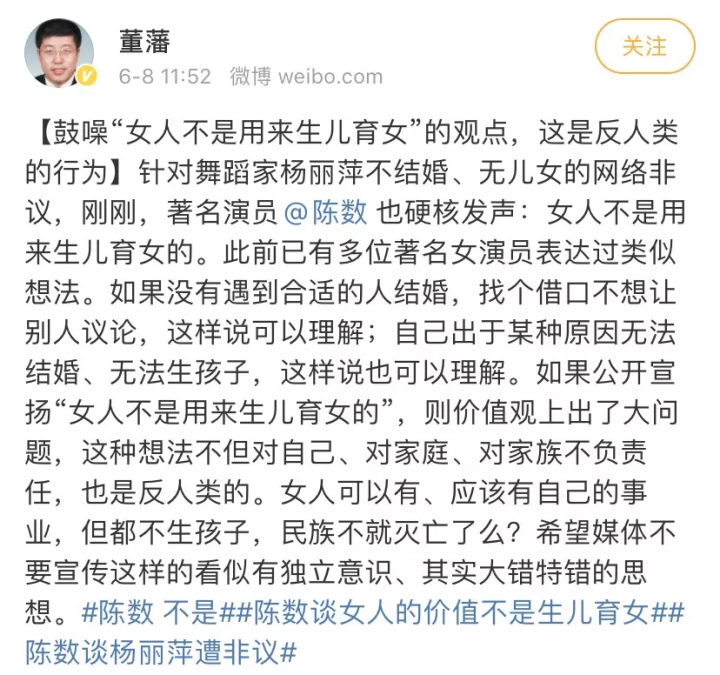 董藩
6-8 11:52 微博 weibo.com
关注
【鼓噪“女人不是用来生儿育女”的观点，这是反人类
的行为】针对舞蹈家杨丽萍不结婚、无儿女的网络非
议，刚刚，著名演员@陈数 也硬核发声：女人不是用
来生儿育女的。此前已有多位著名女演员表达过类似
想法。如果没有遇到合适的人结婚，找个借口不想让
别人议论，这样说可以理解；自己出于某种原因无法
结婚、无法生孩子，这样说也可以理解。如果公开宣
扬“女人不是用来生儿育女的”，则价值观上出了大问
题，这种想法不但对自己、对家庭、对家族不负责
任，也是反人类的。女人可以有、应该有自己的事
业，但都不生孩子，民族不就灭亡了么？希望媒体不
要宣传这样的看似有独立意识、其实大错特错的思
想。#陈数 不是##陈数谈女人的价值不是生儿育女##
陈数谈杨丽萍遭非议#